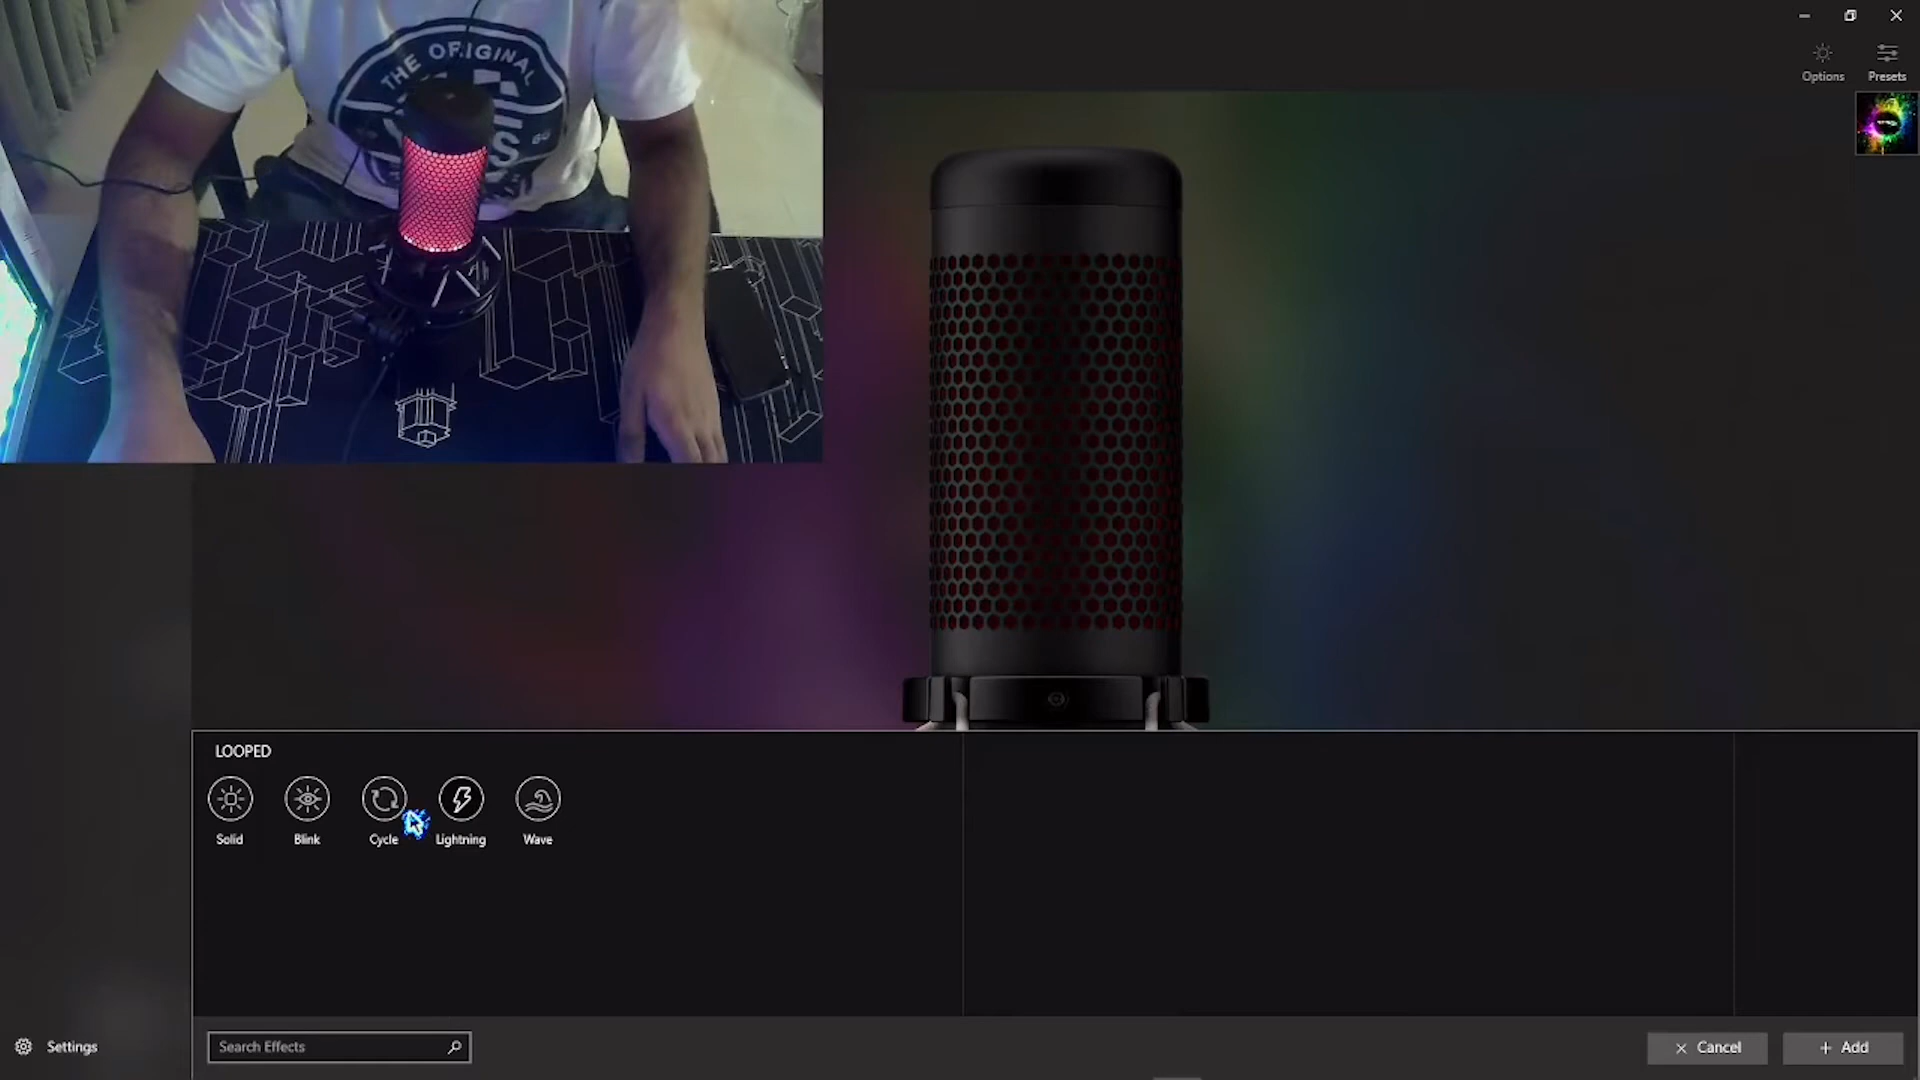 THE ORIGINAL
Options
Presets
LOOPED
Solid
Blink
Cycle
Lightning
Wave
Settings
Search Effects
Cancel
Add